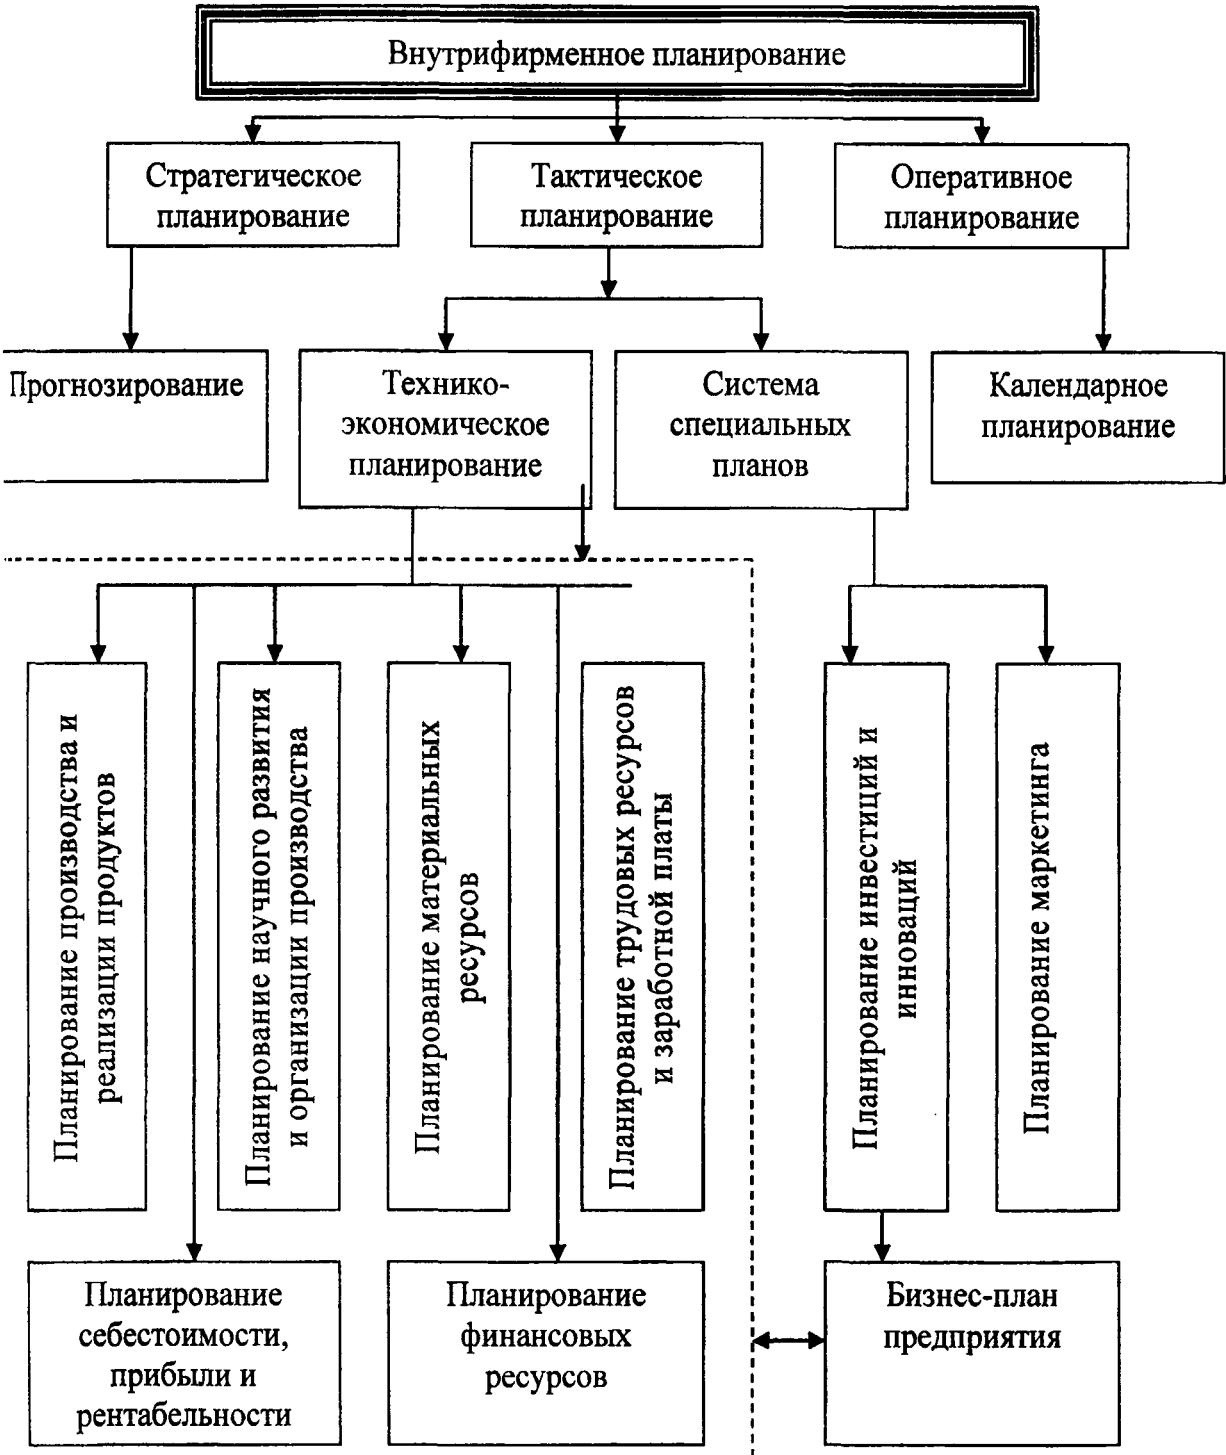 Внутрифирменное планирование
Стратегическое
планирование
Тактическое
планирование
Оперативное
планирование
Прогнозирование
Технико-
экономическое
планирование
Система
специальных
планов
Календарное
планирование
Планирование производства и
реализации продуктов
Планирование научного развития
и организации производства
Планирование материальных
ресурсов
Планирование трудовых ресурсов
и заработной платы
Планирование инвестиций и
инноваций
Планирование маркетинга
Планирование
себестоимости,
прибыли и
рентабельности
Планирование
финансовых
ресурсов
Бизнес-план
предприятия